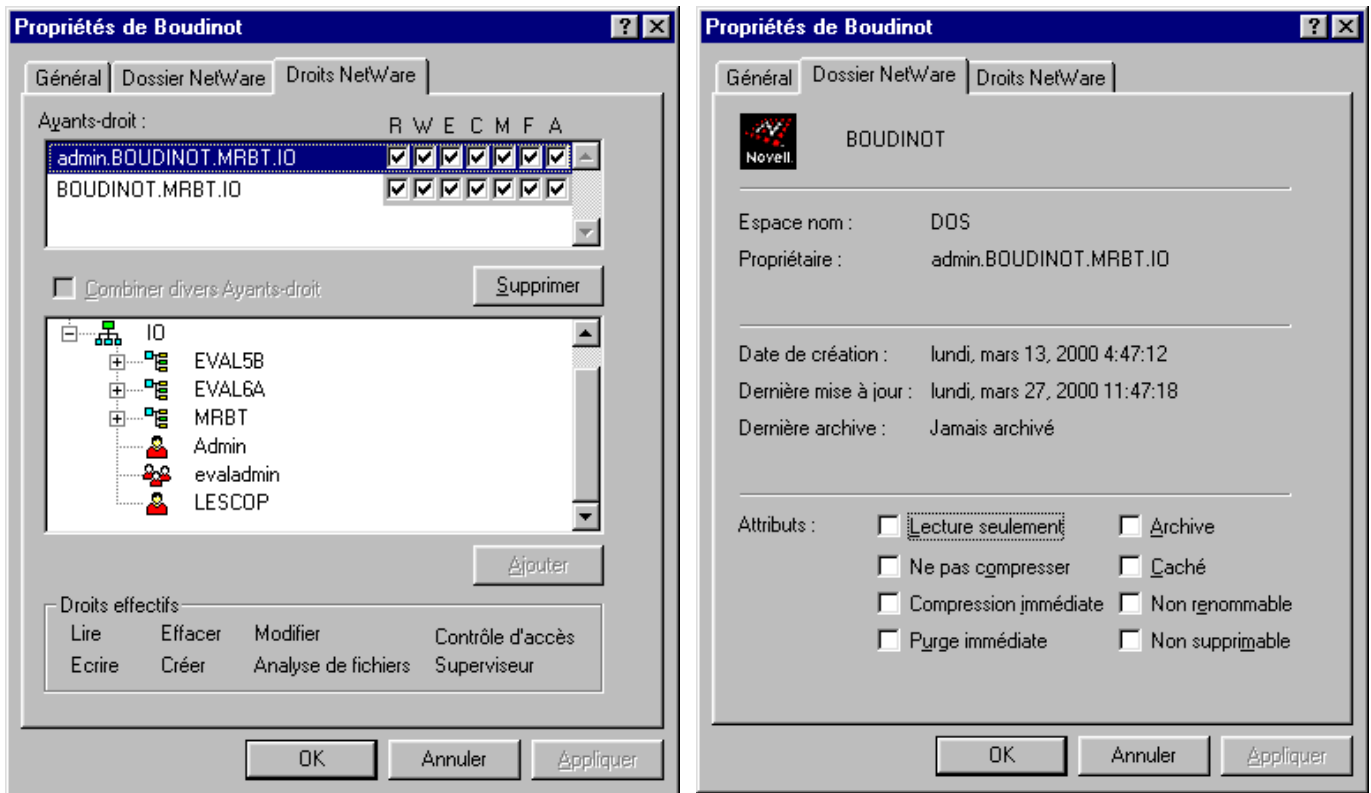 Propriétés de Boudinot
Général Dossier NetWare Droits NetWare
Ayants-droit :
R W E C M F A
admin.BOUDINOT.MRBT.IO
BOUDINOT.MRBT.IO
Combiner divers Ayants-droit
Supprimer
IO
EVAL5B
EVAL6A
MRBT
Admin
evaladmin
LESCOP
Ajouter
Droits effectifs
Lire Effacer Modifier Contrôle d'accès
Ecrire Créer Analyse de fichiers Superviseur
OK Annuler Appliquer
Propriétés de Boudinot
Général Dossier NetWare Droits NetWare
Novell.
BOUDINOT
Espace nom : DOS
Propriétaire : admin.BOUDINOT.MRBT.IO
Date de création : lundi, mars 13, 2000 4:47:12
Dernière mise à jour : lundi, mars 27, 2000 11:47:18
Dernière archive : Jamais archivé
Attributs : Lecture seulement Archive
Ne pas compresser Caché
Compression immédiate Non renommable
Purge immédiate Non supprimable
OK Annuler Appliquer